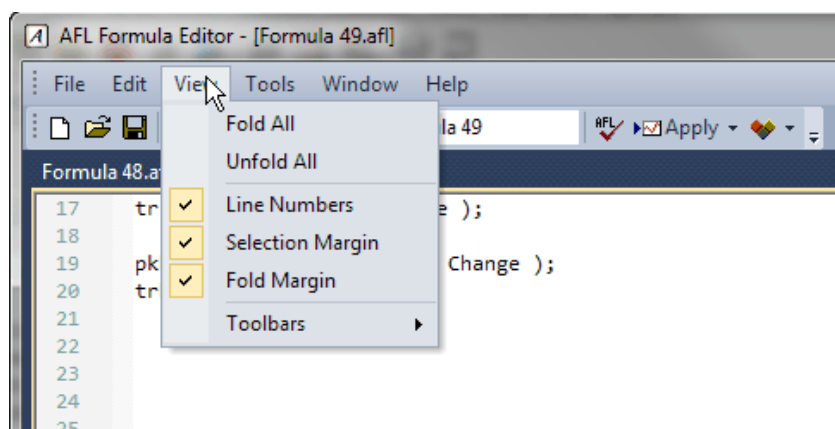 AFL Formula Editor - [Formula 49.afl]
File Edit View Tools Window Help
la 49 AFL Apply
Formula 48.a
Fold All
Unfold All
Line Numbers
Selection Margin
Fold Margin
Toolbars
17 tr e );
18
19 pk Change );
20 tr
21
22
23
24
25